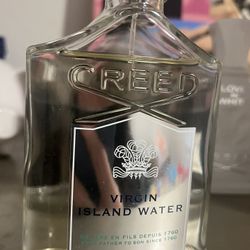 CREED
VIRGIN
ISLAND WATER
DE PÈRE EN FILS DEPUIS 1760
FROM FATHER TO SON SINCE 1760